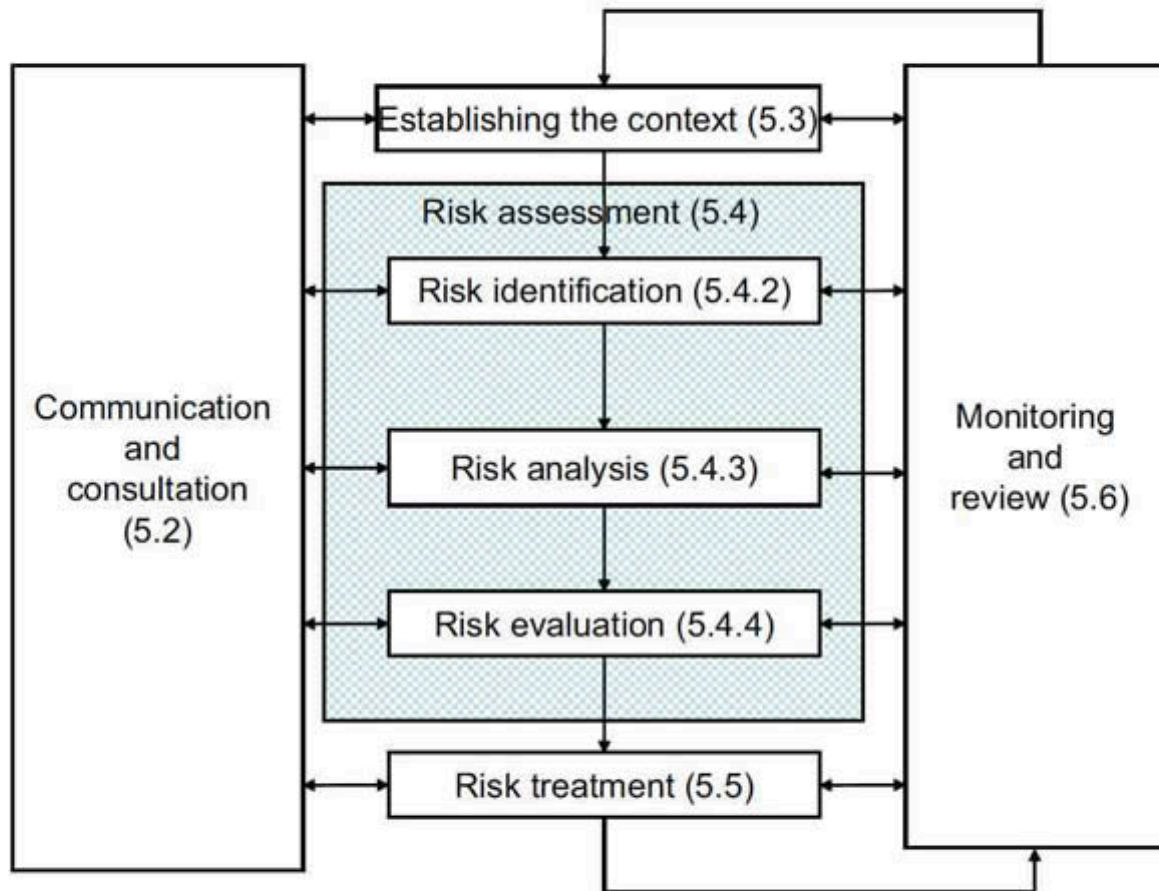 Establishing the context (5.3)
Risk assessment (5.4)
Risk identification (5.4.2)
Communication
and
consultation
(5.2)
Risk analysis (5.4.3)
Monitoring
and
review (5.6)
Risk evaluation (5.4.4)
Risk treatment (5.5)